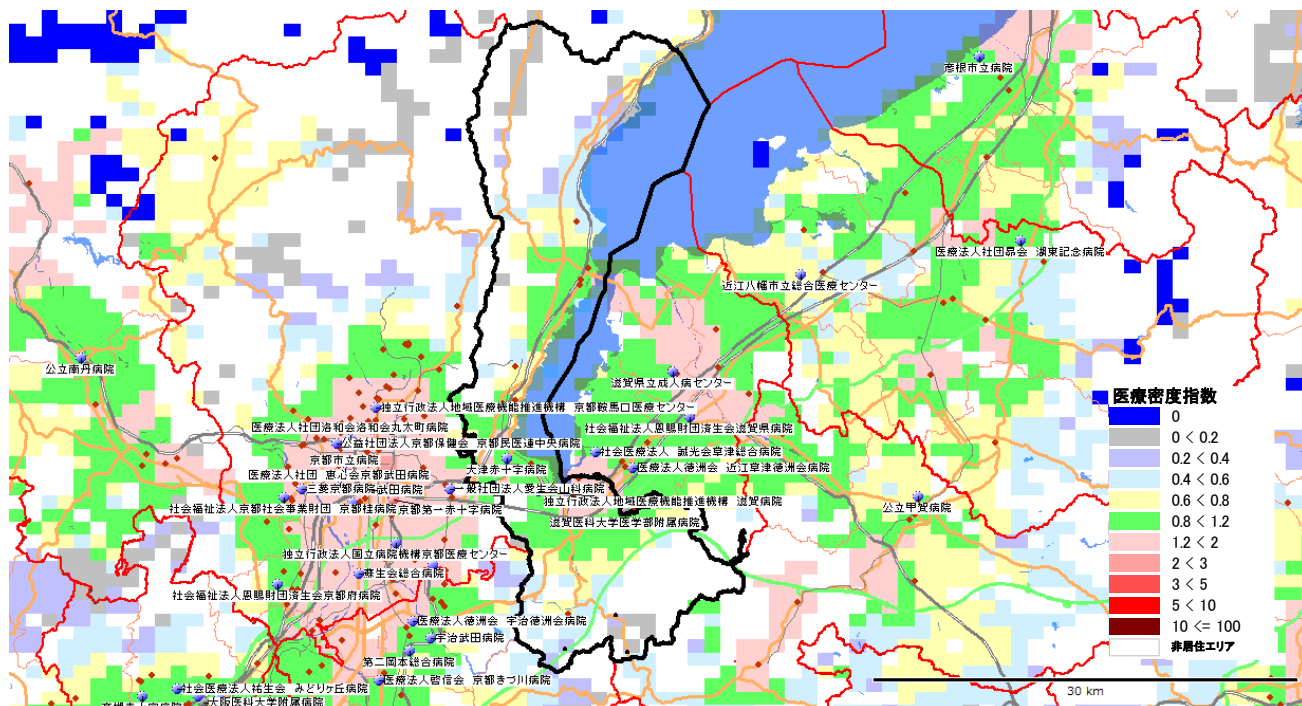 彦根市立病院
医療法人社団昴会 湖東記念病院
近江八幡市立総合医療センター
公立南丹病院
滋賀県立成人病センター
独立行政法人地域医療機能推進機構 京都鞍馬口医療センター
医療法人社団洛和会洛和会丸太町病院
社会福祉法人恩賜財団済生会滋賀県病院
公益社団法人京都保健会 京都民医連中央病院
社会医療法人 誠光会草津総合病院
京都市立病院
大津赤十字病院
医療法人徳洲会 近江草津徳洲会病院
医療法人社団 恵心会京都武田病院
三菱京都病院
武田病院
一般社団法人愛生会山科病院
独立行政法人地域医療機能推進機構 滋賀病院
公立甲賀病院
社会福祉法人京都社会事業財団 京都桂病院
京都第一赤十字病院
滋賀医科大学医学部附属病院
独立行政法人国立病院機構京都医療センター
蘇生会総合病院
社会福祉法人恩賜財団済生会京都府病院
医療法人徳洲会 宇治徳洲会病院
宇治武田病院
第二岡本総合病院
医療法人啓信会 京都きづ川病院
社会医療法人祐生会 みどりヶ丘病院
大阪医科大学附属病院
医療密度指数
0
0 < 0.2
0.2 < 0.4
0.4 < 0.6
0.6 < 0.8
0.8 < 1.2
1.2 < 2
2 < 3
3 < 5
5 < 10
10 <= 100
非居住エリア
30 km